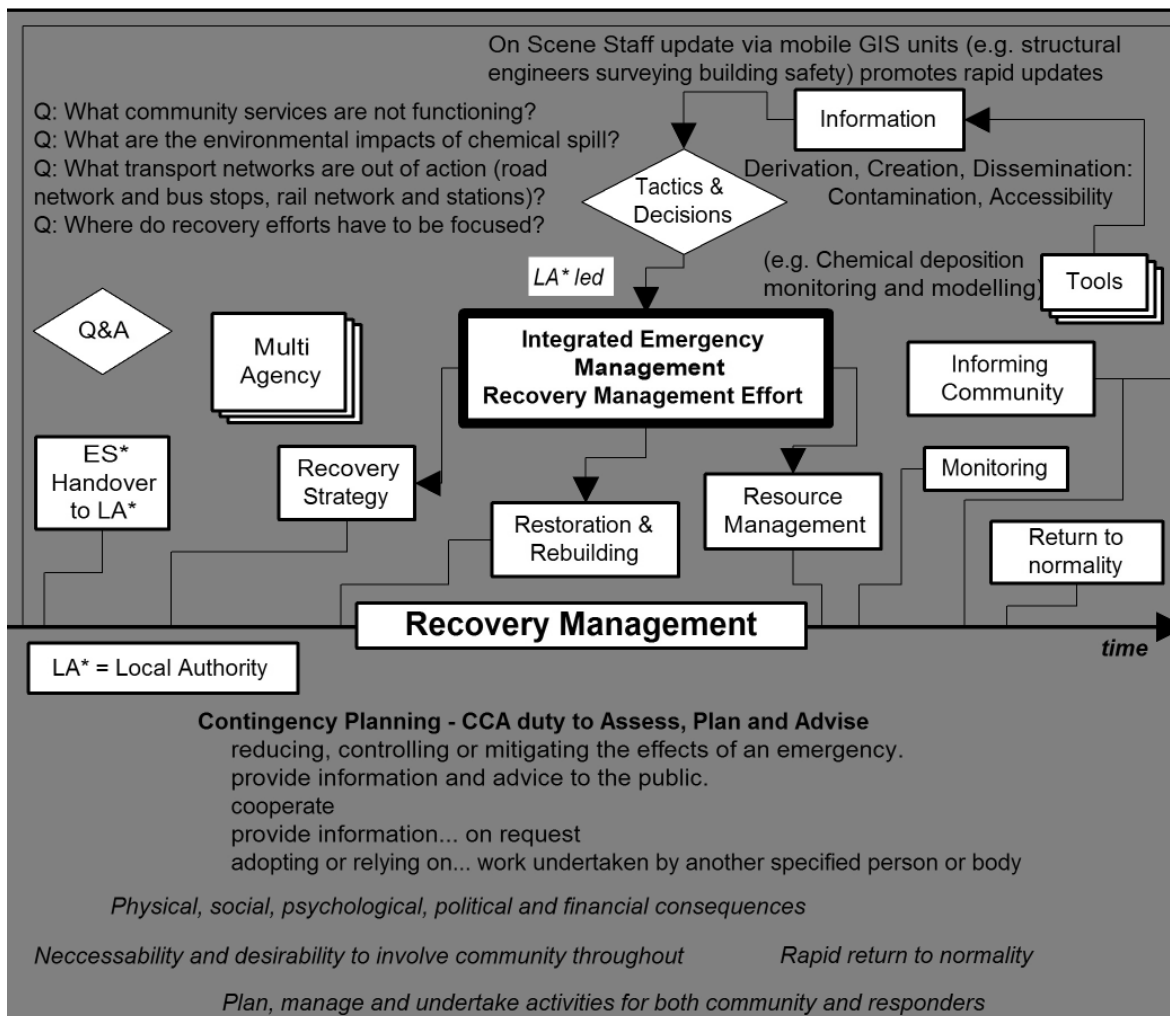 On Scene Staff update via mobile GIS units (e.g. structural
engineers surveying building safety) promotes rapid updates
Q: What community services are not functioning?
Q: What are the environmental impacts of chemical spill?
Q: What transport networks are out of action (road
network and bus stops, rail network and stations)?
Q: Where do recovery efforts have to be focused?
Information
Tactics &
Decisions
Derivation, Creation, Dissemination:
Contamination, Accessibility
LA* led
(e.g. Chemical deposition
monitoring and modelling)
Tools
Q&A
Multi
Agency
Integrated Emergency
Management
Recovery Management Effort
Informing
Community
ES*
Handover
to LA*
Recovery
Strategy
Restoration &
Rebuilding
Resource
Management
Monitoring
Return to
normality
Recovery Management
time
LA* = Local Authority
Contingency Planning - CCA duty to Assess, Plan and Advise
reducing, controlling or mitigating the effects of an emergency.
provide information and advice to the public.
cooperate
provide information... on request
adopting or relying on... work undertaken by another specified person or body
Physical, social, psychological, political and financial consequences
Neccessability and desirability to involve community throughout
Rapid return to normality
Plan, manage and undertake activities for both community and responders